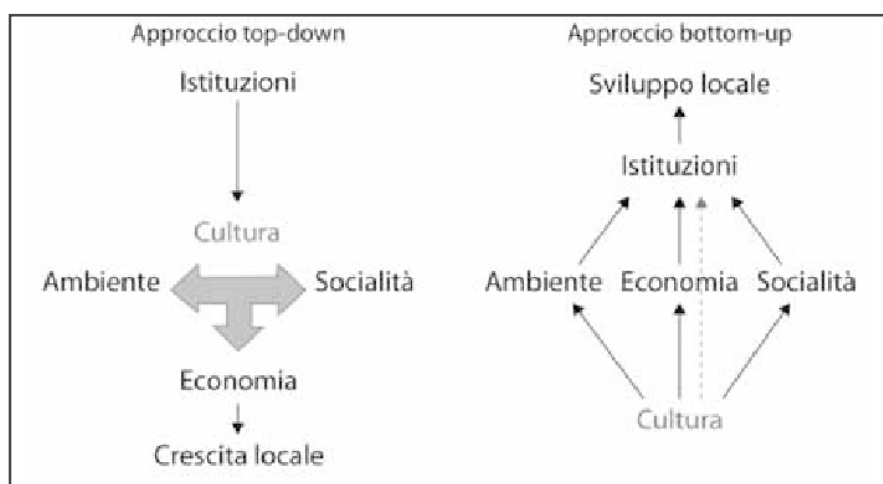 Approccio top-down
Istituzioni
Cultura
Ambiente
Socialità
Economia
Crescita locale
Approccio bottom-up
Sviluppo locale
Istituzioni
Ambiente Economia Socialità
Cultura